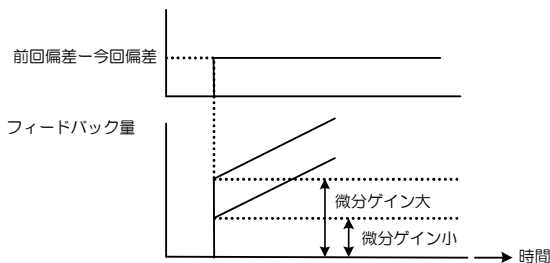 前回偏差ー今回偏差
フィードバック量
微分ゲイン大
微分ゲイン小
時間